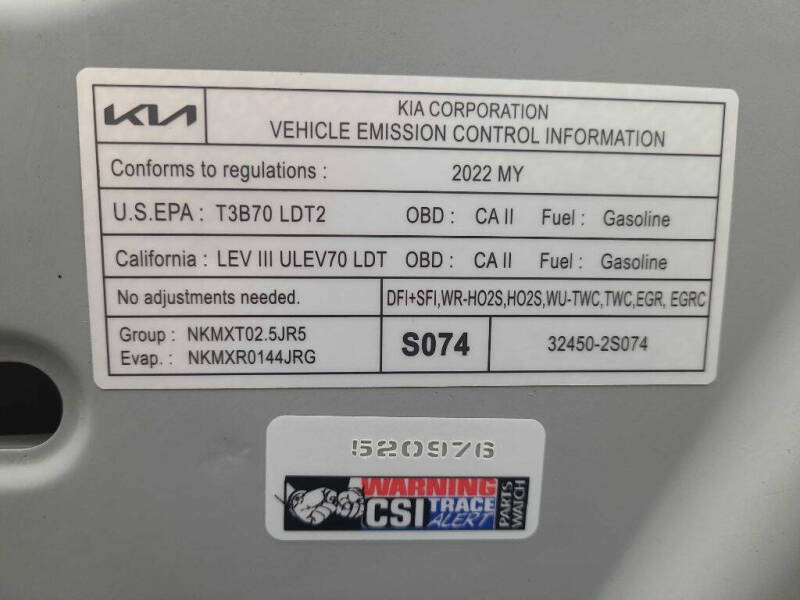 KIA
KIA CORPORATION
VEHICLE EMISSION CONTROL INFORMATION
Conforms to regulations : 2022 MY
U.S.EPA : T3B70 LDT2 OBD : CA II Fuel : Gasoline
California : LEV III ULEV70 LDT OBD : CA II Fuel : Gasoline
No adjustments needed. DFI+SFI,WR-HO2S,HO2S,WU-TWC,TWC,EGR, EGRC
Group : NKMXT02.5JR5
Evap. : NKMXR0144JRG
S074
32450-2S074
520976
WARNING
CSI TRACE
ALERT
PARTS
WATCH